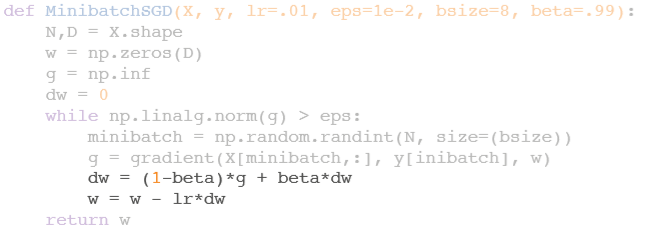 def MinibatchSGD(X, y, lr=.01, eps=1e-2, bsize=8, beta=.99):
    N,D = X.shape
    w = np.zeros(D)
    g = np.inf
    dw = 0
    while np.linalg.norm(g) > eps:
        minibatch = np.random.randint(N, size=(bsize))
        g = gradient(X[minibatch,:], y[inibatch], w)
        dw = (1-beta)*g + beta*dw
        w = w - lr*dw
    return w